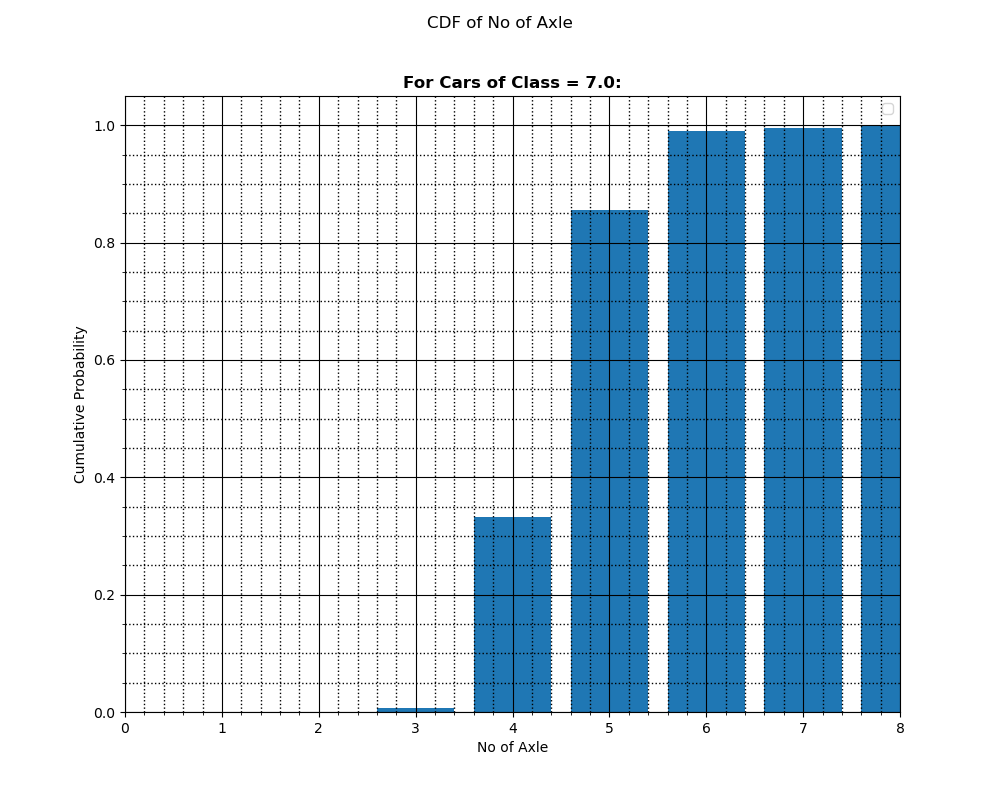 CDF of No of Axle
For Cars of Class = 7.0:
1.0
0.8
0.6
0.4
0.2
0.0
Cumulative Probability
0 1 2 3 4 5 6 7 8
No of Axle